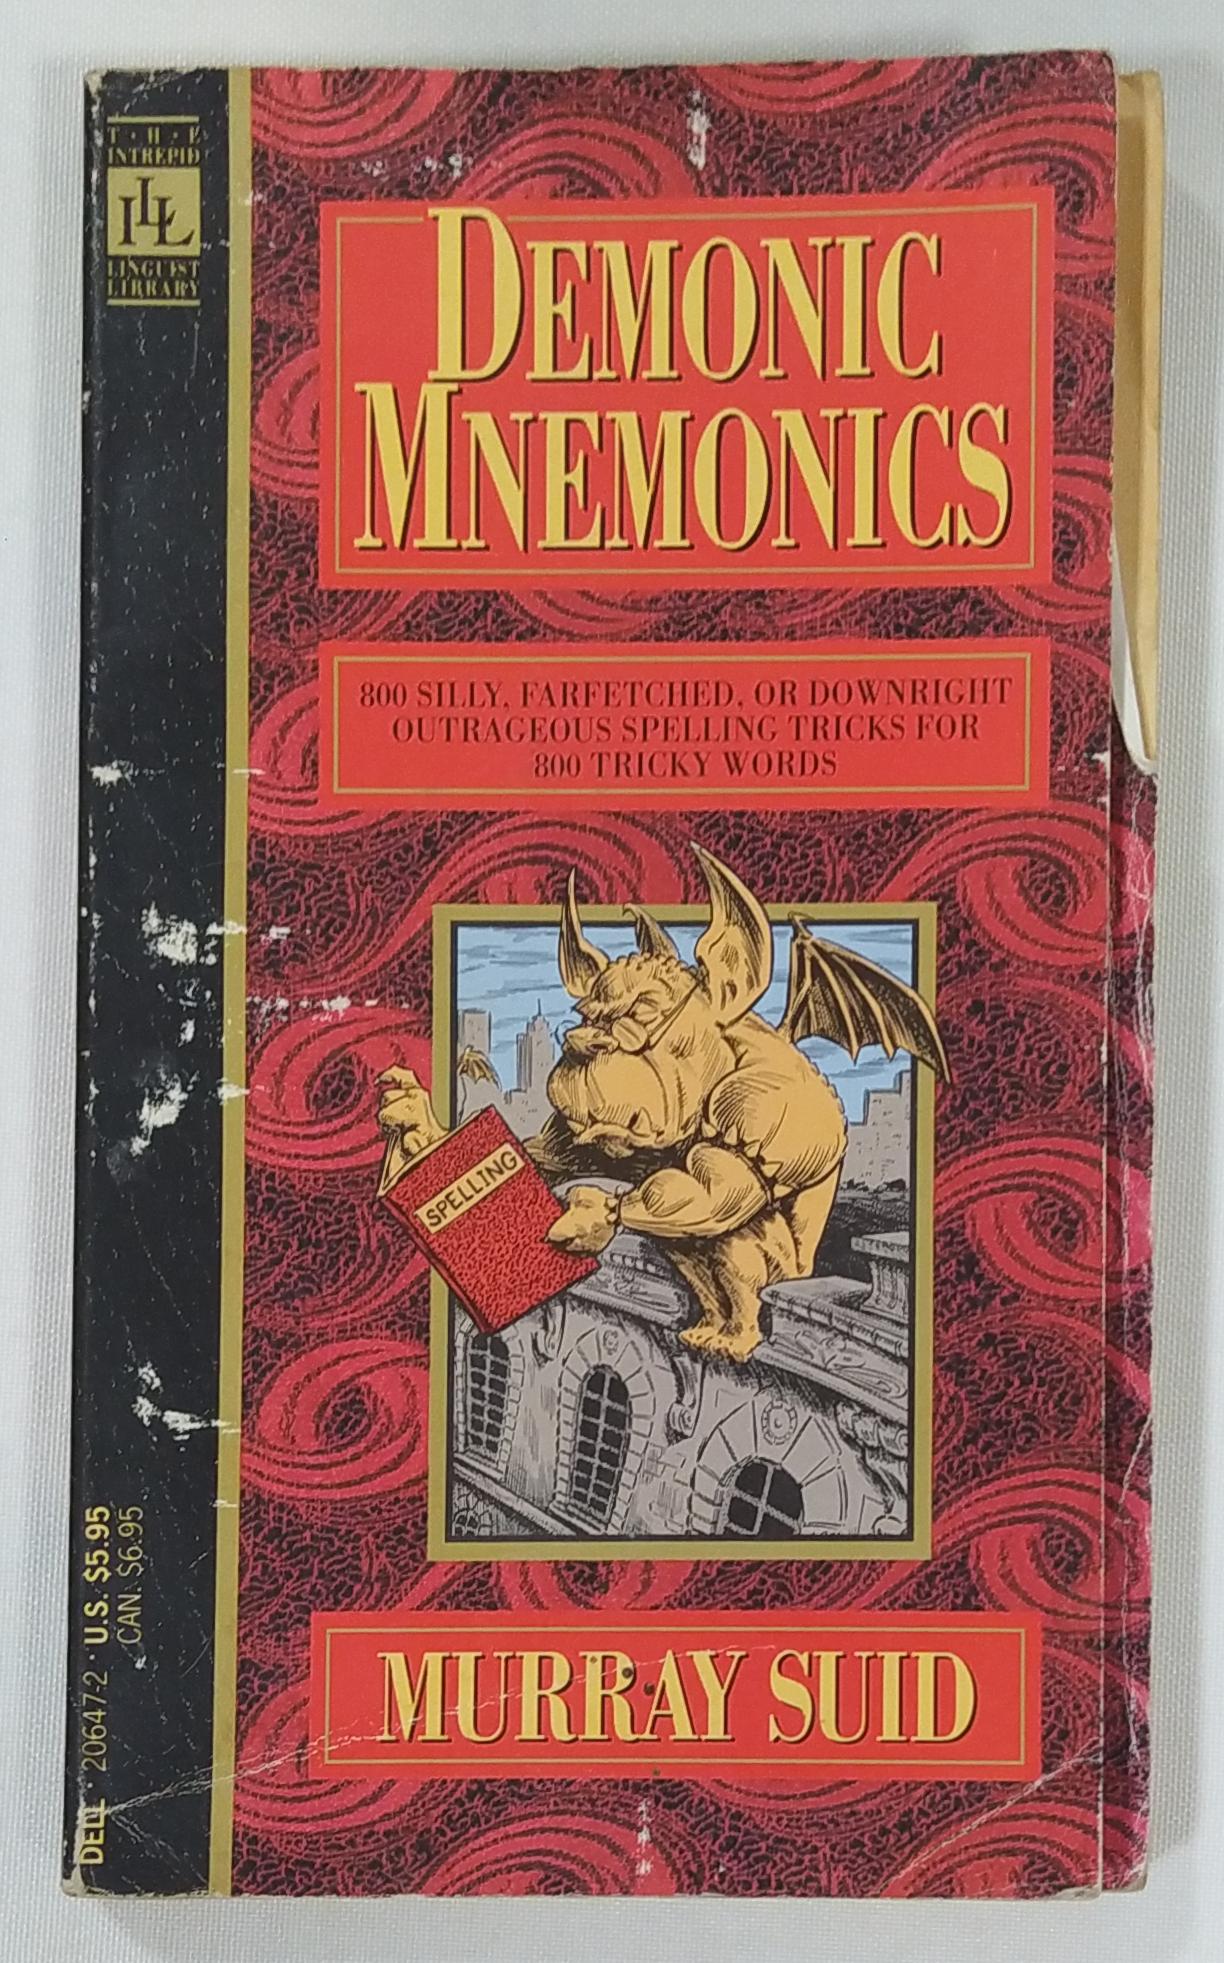 T·H·E
INTREPID
ILL
LINGUIST
LIBRARY
DEMONIC
MNEMONICS
800 SILLY, FARFETCHED, OR DOWNRIGHT
OUTRAGEOUS SPELLING TRICKS FOR
800 TRICKY WORDS
SPELLING
MURRAY SUID
DELL · 20647-2 · U.S. $5.95
CAN. $6.95